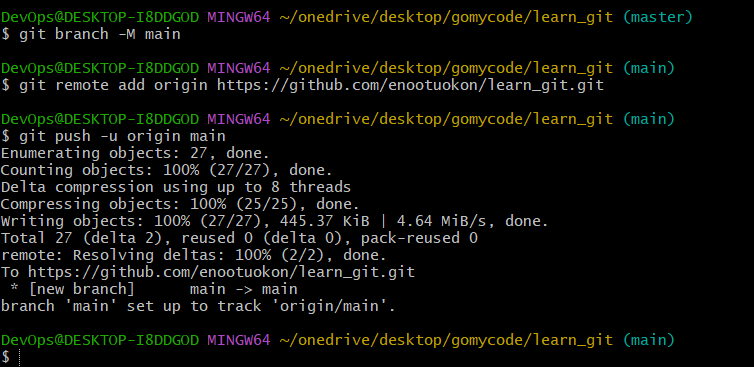 DevOps@DESKTOP-I8DDGOD MINGW64 ~/onedrive/desktop/gomycode/learn_git (master)
$ git branch -M main
DevOps@DESKTOP-I8DDGOD MINGW64 ~/onedrive/desktop/gomycode/learn_git (main)
$ git remote add origin https://github.com/enootuokon/learn_git.git
DevOps@DESKTOP-I8DDGOD MINGW64 ~/onedrive/desktop/gomycode/learn_git (main)
$ git push -u origin main
Enumerating objects: 27, done.
Counting objects: 100% (27/27), done.
Delta compression using up to 8 threads
Compressing objects: 100% (25/25), done.
Writing objects: 100% (27/27), 445.37 KiB | 4.64 MiB/s, done.
Total 27 (delta 2), reused 0 (delta 0), pack-reused 0
remote: Resolving deltas: 100% (2/2), done.
To https://github.com/enootuokon/learn_git.git
 * [new branch]      main -> main
branch 'main' set up to track 'origin/main'.
DevOps@DESKTOP-I8DDGOD MINGW64 ~/onedrive/desktop/gomycode/learn_git (main)
$